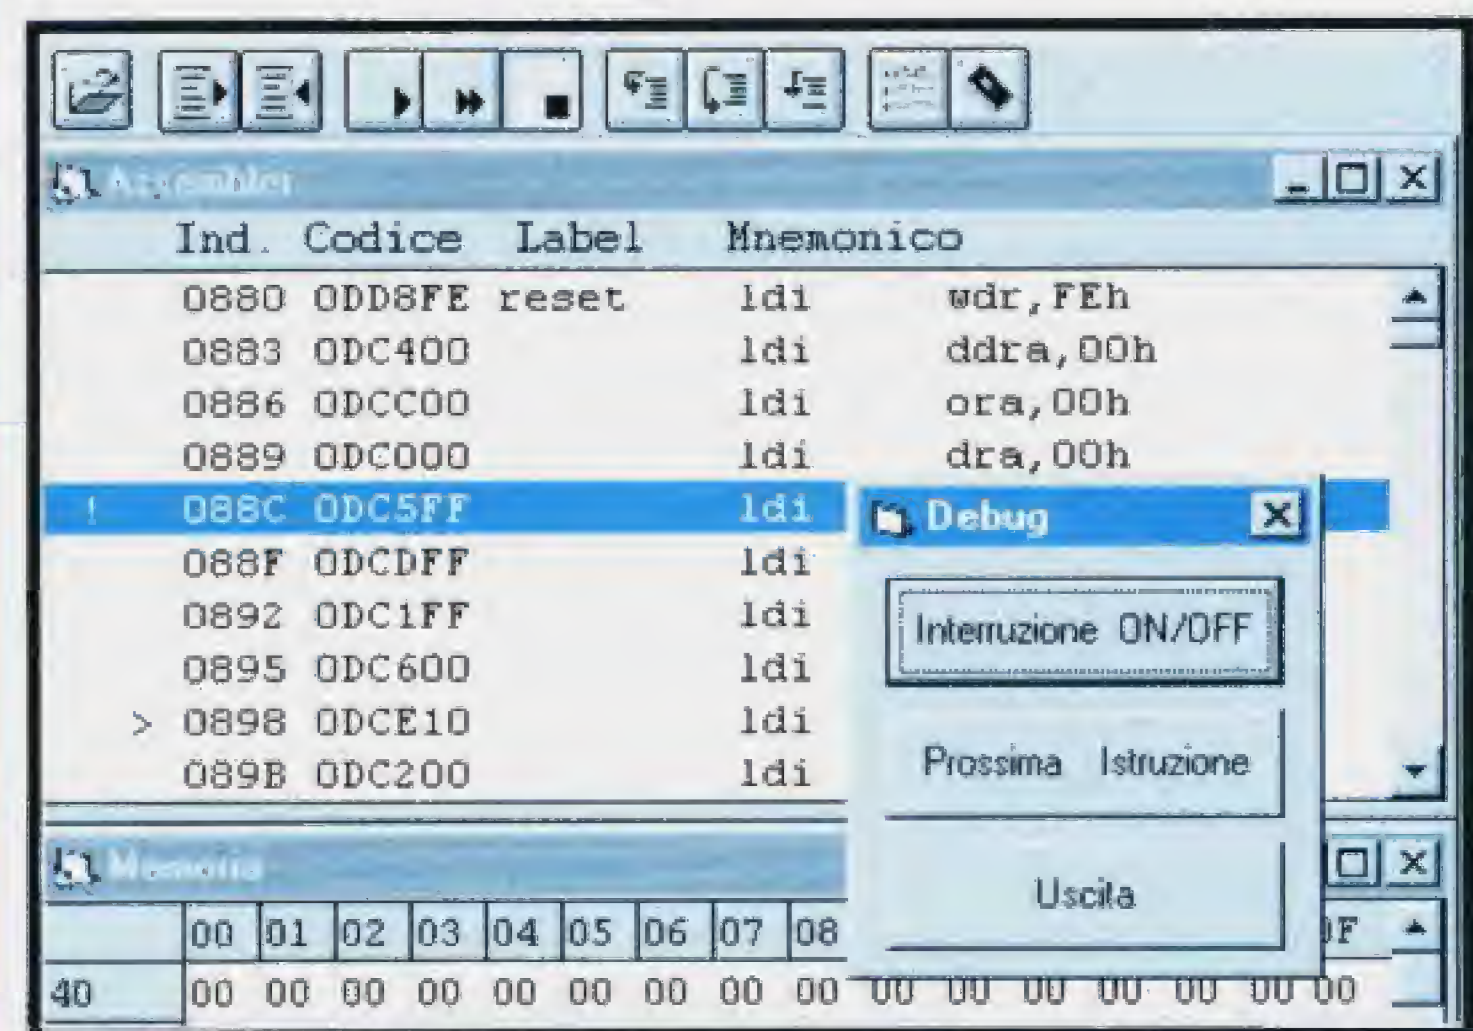 Assembler
Ind. Codice Label Mnemonico
0880 0DD8FE reset ldi wdr,FEh
0883 0DC400 ldi ddra,00h
0886 0DCC00 ldi ora,00h
0889 0DC000 ldi dra,00h
! 088C 0DC5FF ldi
088F 0DCDFF ldi
0892 0DC1FF ldi
0895 0DC600 ldi
> 0898 0DCE10 ldi
089B 0DC200 ldi
Debug
Interruzione ON/OFF
Prossima Istruzione
Uscita
Memoria
00 01 02 03 04 05 06 07 08 0F
40 00 00 00 00 00 00 00 00 00 00 00 00 00 00 00 00